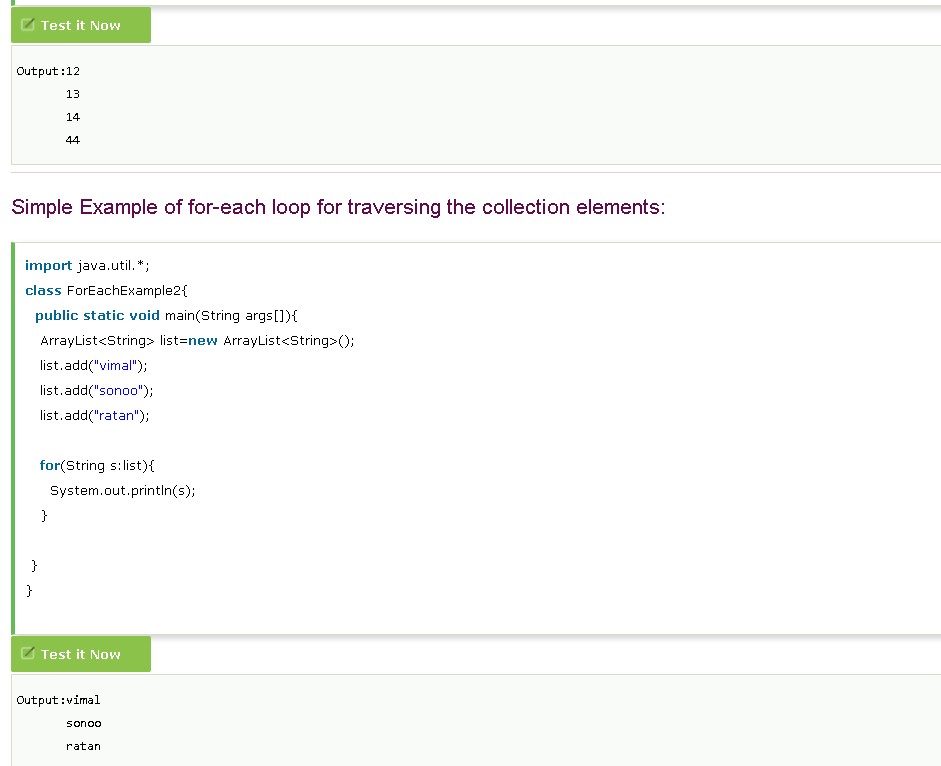 Test it Now
Output:12
13
14
44
Simple Example of for-each loop for traversing the collection elements:
import java.util.*;
class ForEachExample2{
public static void main(String args[]){
ArrayList<String> list=new ArrayList<String>();
list.add("vimal");
list.add("sonoo");
list.add("ratan");
for(String s:list){
System.out.println(s);
}
}
}
Test it Now
Output:vimal
sonoo
ratan